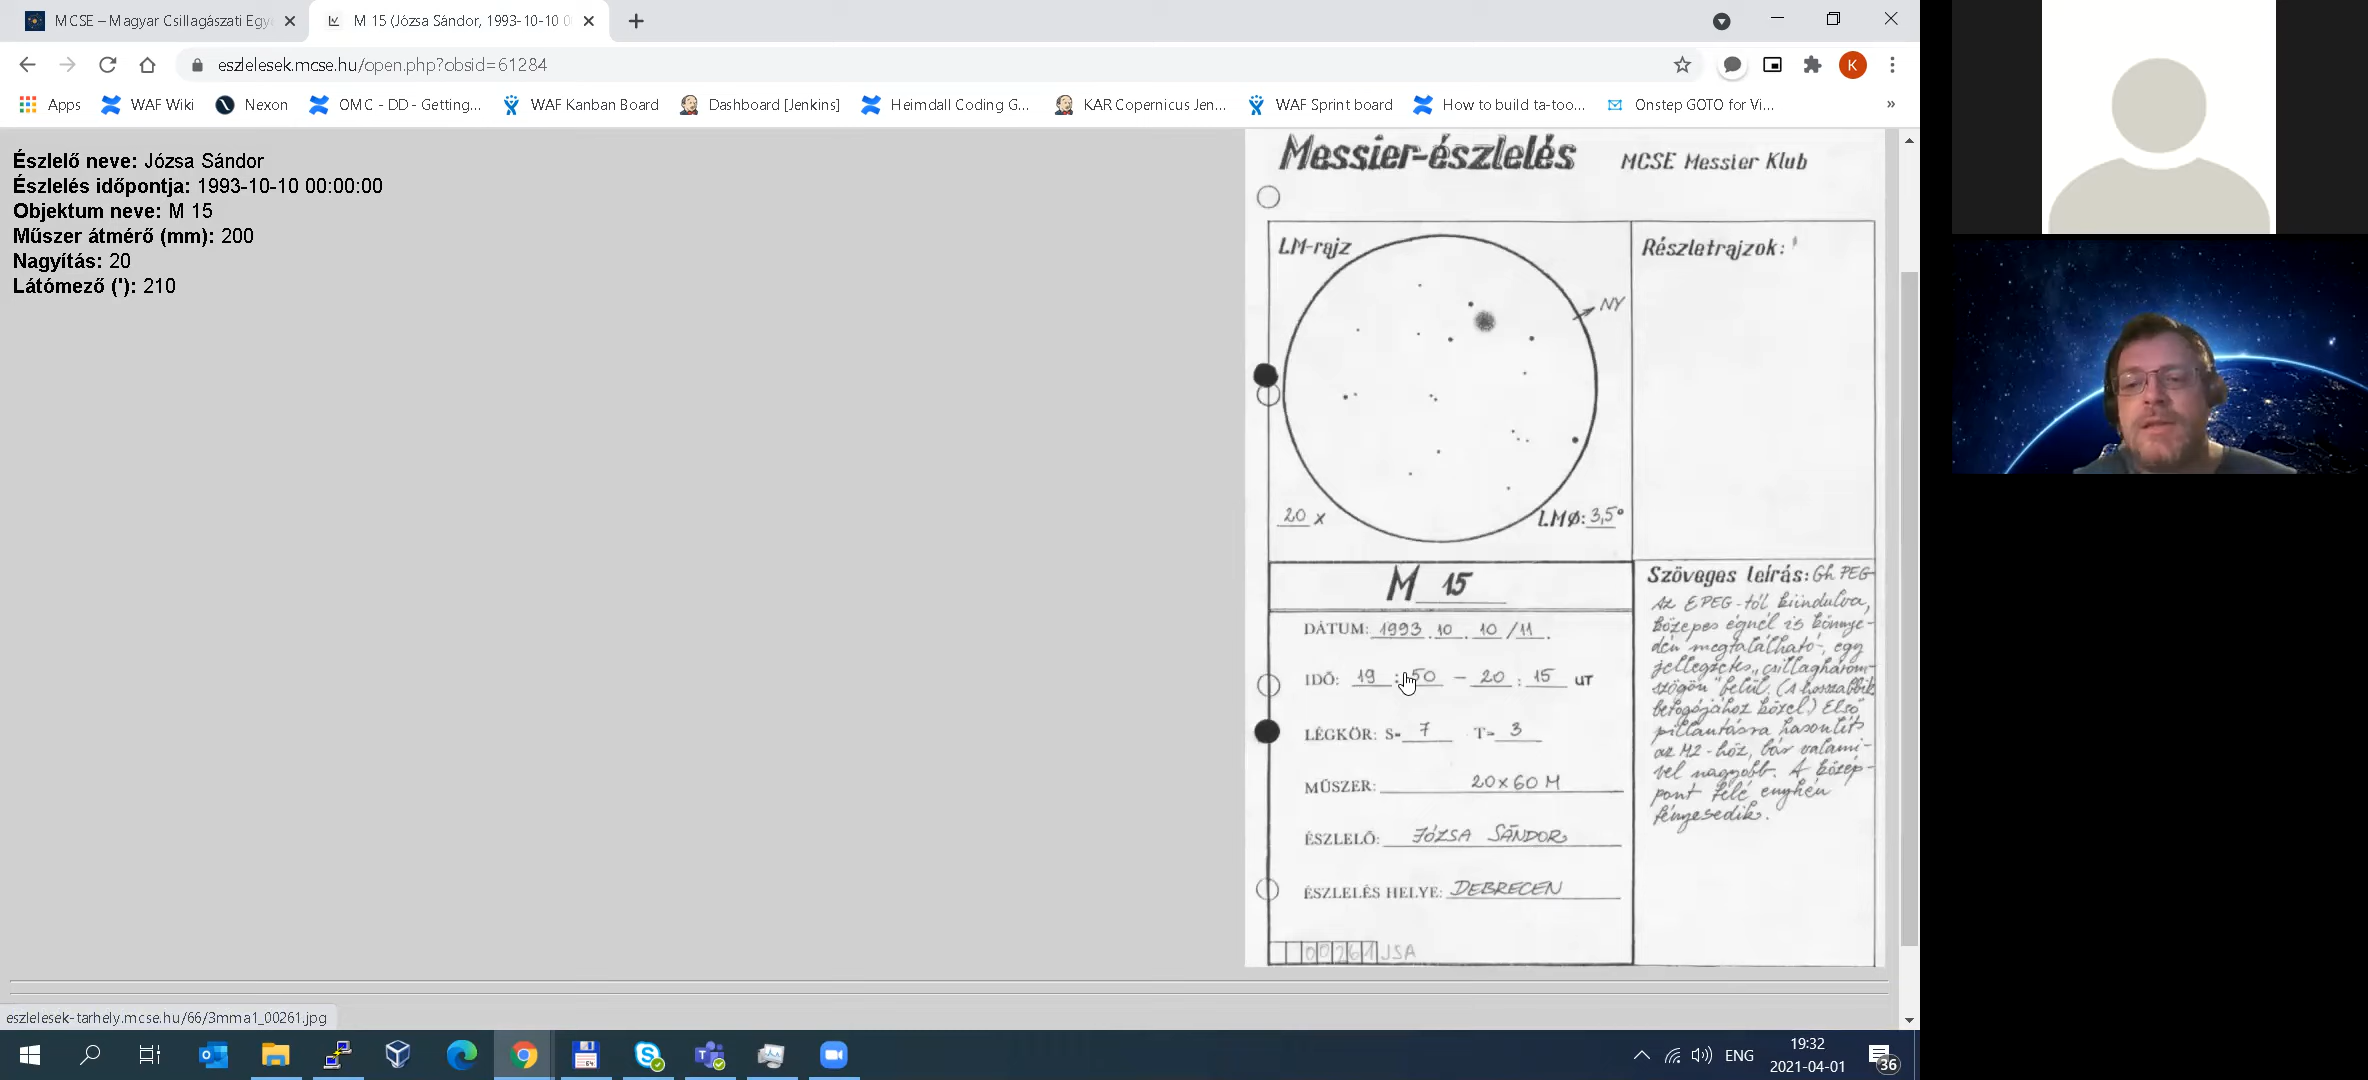 MCSE – Magyar Csillagászati Egye
M 15 (Józsa Sándor, 1993-10-10 0
eszlelesek.mcse.hu/open.php?obsid=61284
K
Apps
WAF Wiki
Nexon
OMC - DD - Getting...
WAF Kanban Board
Dashboard [Jenkins]
Heimdall Coding G...
KAR Copernicus Jen...
WAF Sprint board
How to build ta-too...
Onstep GOTO for Vi...
»
Észlelő neve: Józsa Sándor
Észlelés időpontja: 1993-10-10 00:00:00
Objektum neve: M 15
Műszer átmérő (mm): 200
Nagyítás: 20
Látómező ('): 210
Messier-észlelés
MCSE Messier Klub
LM-rajz
NY
20 x
LMØ: 3,5°
Részletrajzok:
M 15
DÁTUM: 1993.10.10/11.
IDŐ: 19:50 – 20:15 UT
LÉGKÖR: S= 7 T= 3
MŰSZER: 20x60 M
ÉSZLELŐ: JÓZSA SÁNDOR
ÉSZLELÉS HELYE: DEBRECEN
00261 JSA
Szöveges leírás: Gh PEG
Az EPEG-től kiindulva,
közepes égnél is könnye-
dén megtalálható, egy
jellegzetes „csillaghárom-
szögön" belül. (A hosszabbik
befogójához közel.) Első
pillantásra hasonlít
az M2-höz, bár valami-
vel nagyobb. A közép-
pont felé enyhén
fényesedik.
eszlelesek-tarhely.mcse.hu/66/3mma1_00261.jpg
ENG
19:32
2021-04-01
36